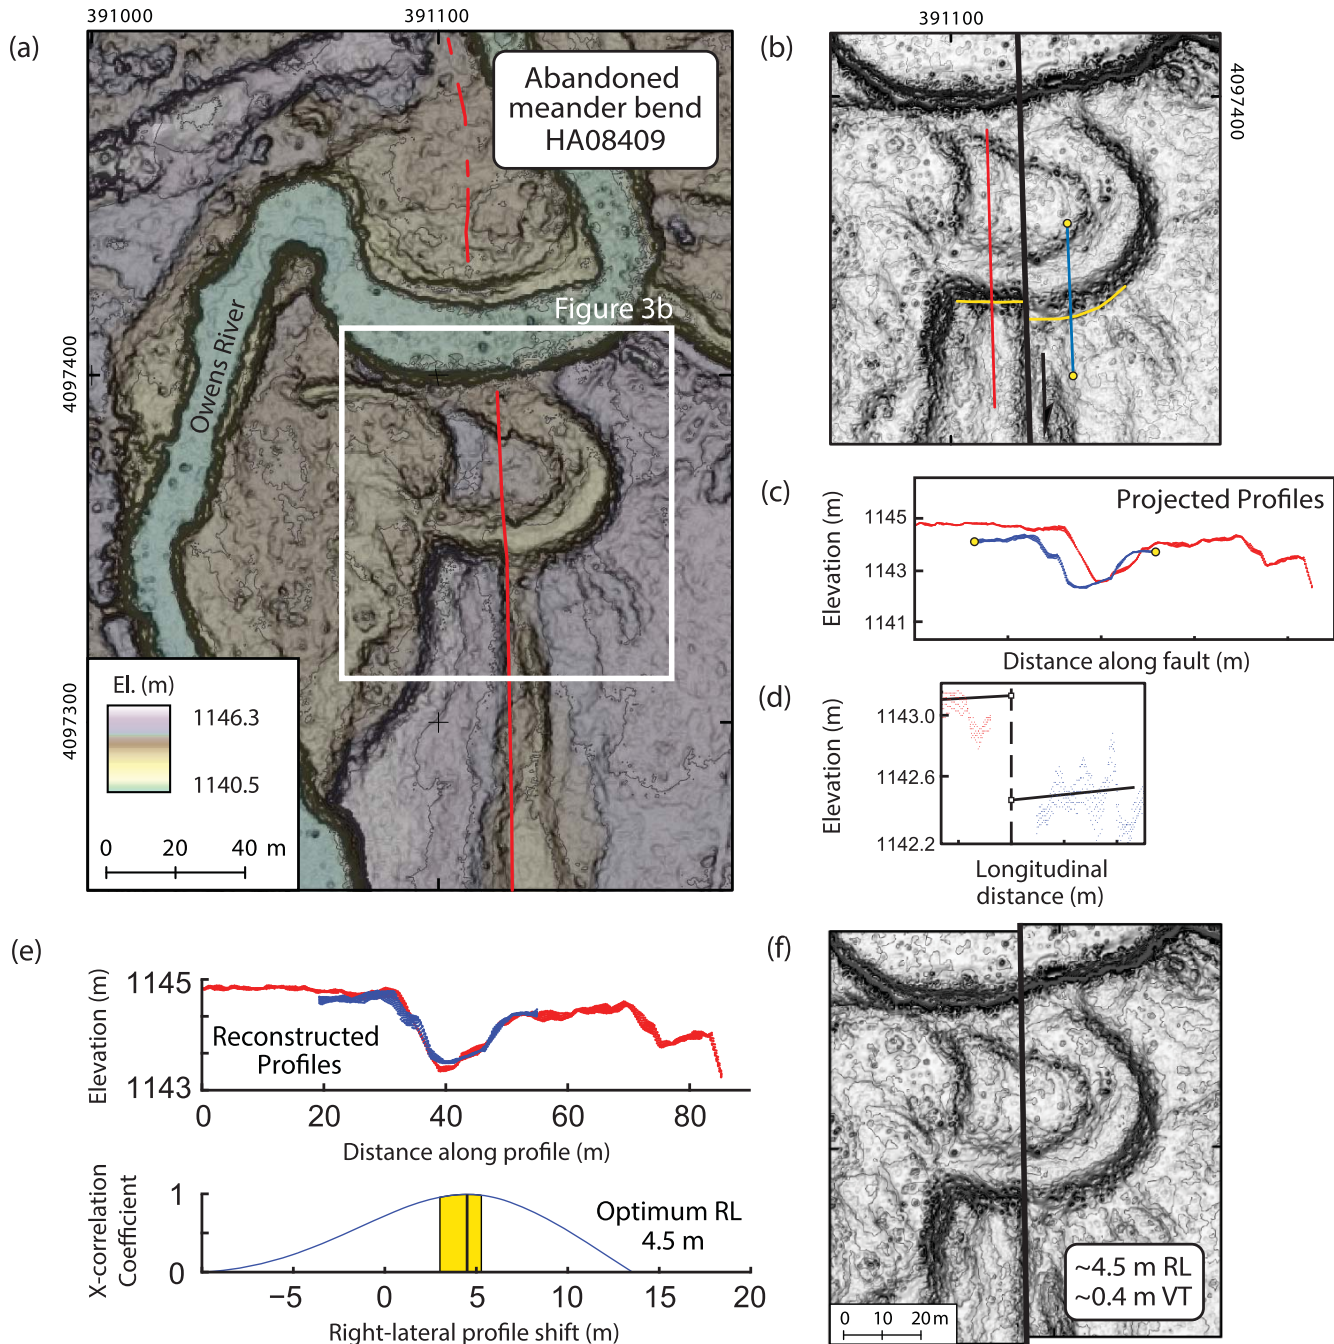 391000
391100
(a)
Abandoned
meander bend
HA08409
Owens River
Figure 3b
4097400
4097300
El. (m)
1146.3
1140.5
0 20 40 m
391100
(b)
4097400
(c)
Projected Profiles
Elevation (m)
1145
1143
1141
Distance along fault (m)
(d)
Elevation (m)
1143.0
1142.6
1142.2
Longitudinal
distance (m)
(e)
Elevation (m)
1145
1143
Reconstructed
Profiles
0 20 40 60 80
Distance along profile (m)
X-correlation
Coefficient
1
0
Optimum RL
4.5 m
−5 0 5 10 15 20
Right-lateral profile shift (m)
(f)
~4.5 m RL
~0.4 m VT
0 10 20 m